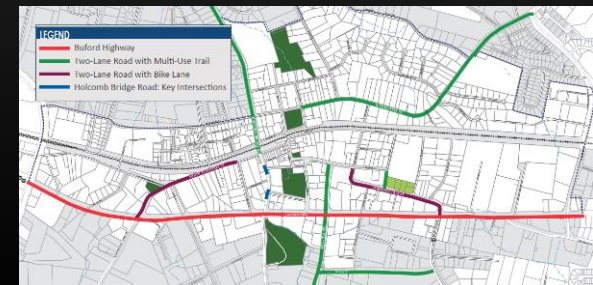 LEGEND
Buford Highway
Two-Lane Road with Multi-Use Trail
Two-Lane Road with Bike Lane
Holcomb Bridge Road: Key Intersections